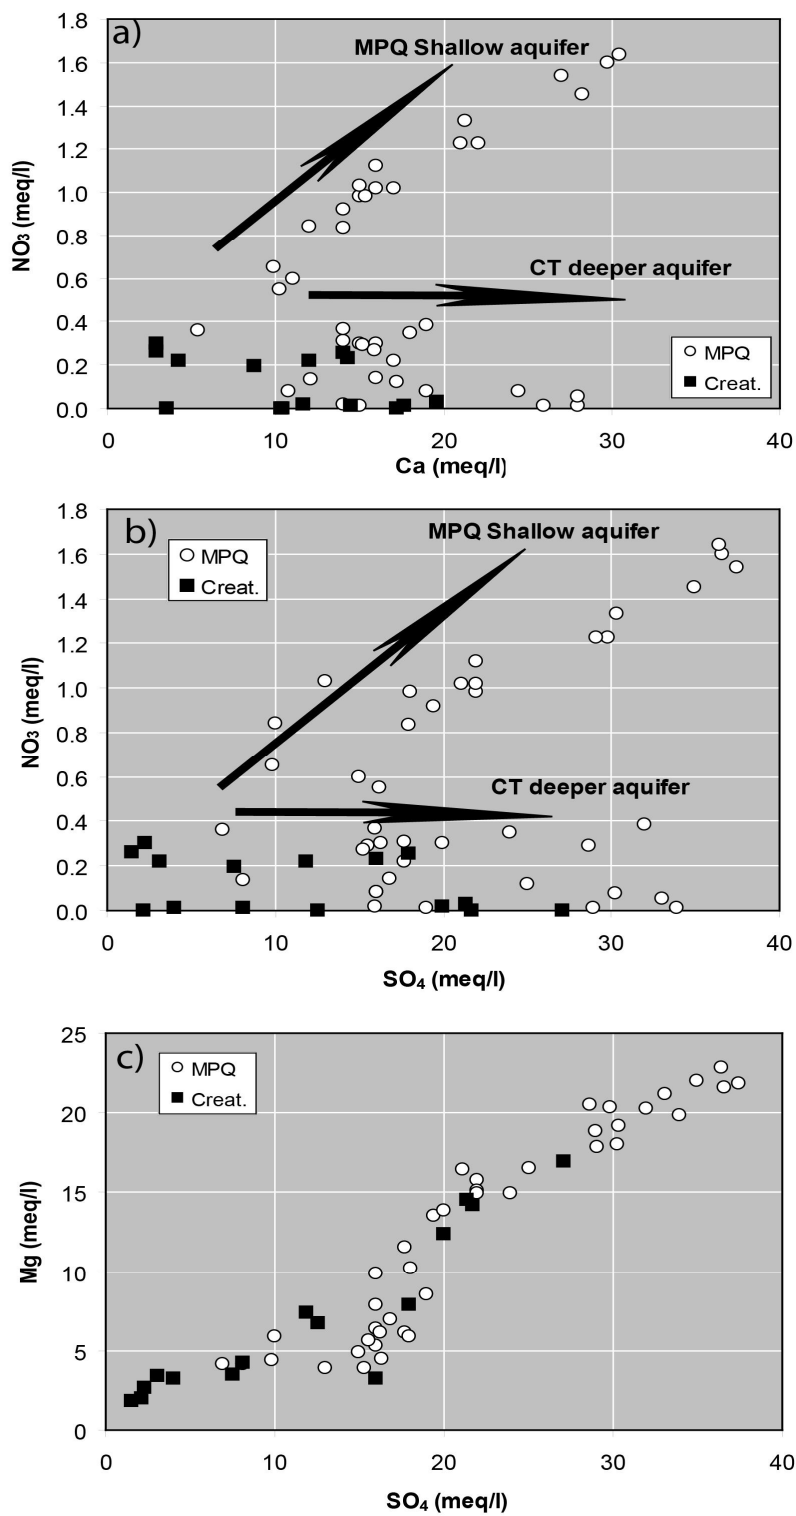 a)
MPQ Shallow aquifer
CT deeper aquifer
MPQ
Creat.
1.8
1.6
1.4
1.2
1.0
0.8
0.6
0.4
0.2
0.0
NO₃ (meq/l)
0 10 20 30 40
Ca (meq/l)
b)
MPQ Shallow aquifer
MPQ
Creat.
CT deeper aquifer
1.8
1.6
1.4
1.2
1.0
0.8
0.6
0.4
0.2
0.0
NO₃ (meq/l)
0 10 20 30 40
SO₄ (meq/l)
c)
MPQ
Creat.
25
20
15
10
5
0
Mg (meq/l)
0 10 20 30 40
SO₄ (meq/l)